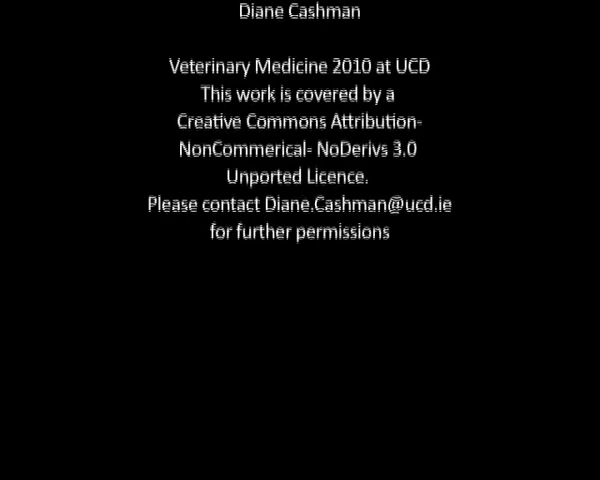 Diane Cashman
Veterinary Medicine 2010 at UCD
This work is covered by a
Creative Commons Attribution-
NonCommerical- NoDerivs 3.0
Unported Licence.
Please contact Diane.Cashman@ucd.ie
for further permissions